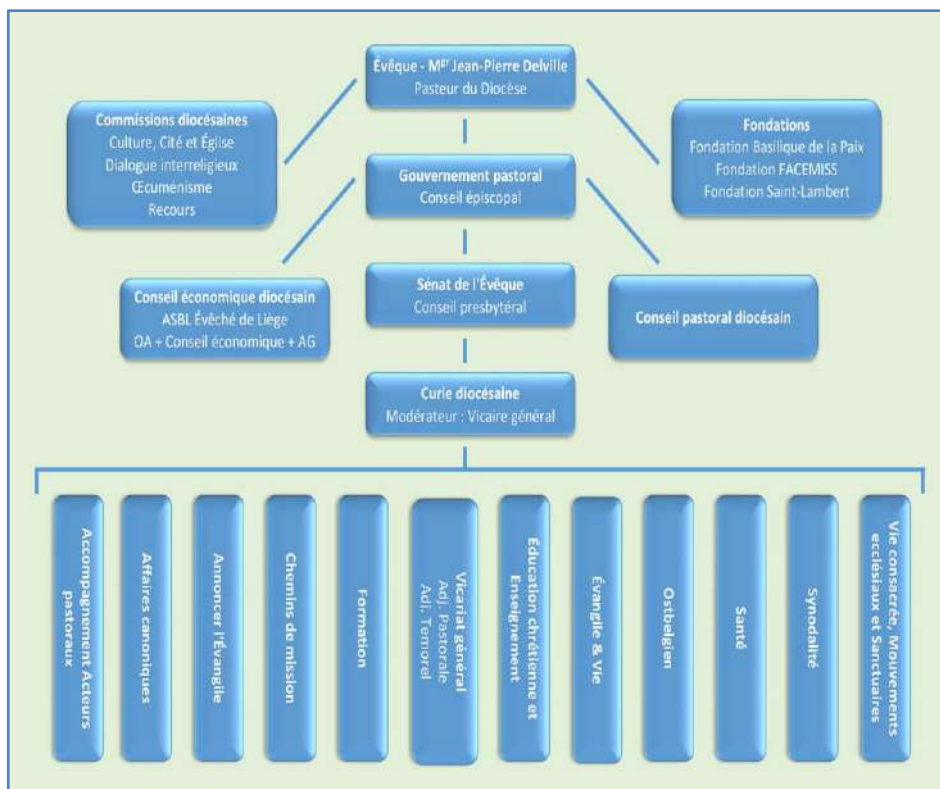 Évêque - Mgr Jean-Pierre Delville
Pasteur du Diocèse
Commissions diocésaines
Culture, Cité et Église
Dialogue interreligieux
Œcuménisme
Recours
Fondations
Fondation Basilique de la Paix
Fondation FACEMISS
Fondation Saint-Lambert
Gouvernement pastoral
Conseil épiscopal
Conseil économique diocésain
ASBL Évêché de Liège
OA + Conseil économique + AG
Sénat de l'Évêque
Conseil presbytéral
Conseil pastoral diocésain
Curie diocésaine
Modérateur : Vicaire général
Accompagnement Acteurs
pastoraux
Affaires canoniques
Annoncer l'Évangile
Chemins de mission
Formation
Vicariat général
Adj. Pastorale
Adj. Temorel
Éducation chrétienne et
Enseignement
Évangile & Vie
Ostbelgien
Santé
Synodalité
Vie consacrée, Mouvements
ecclésiaux et Sanctuaires